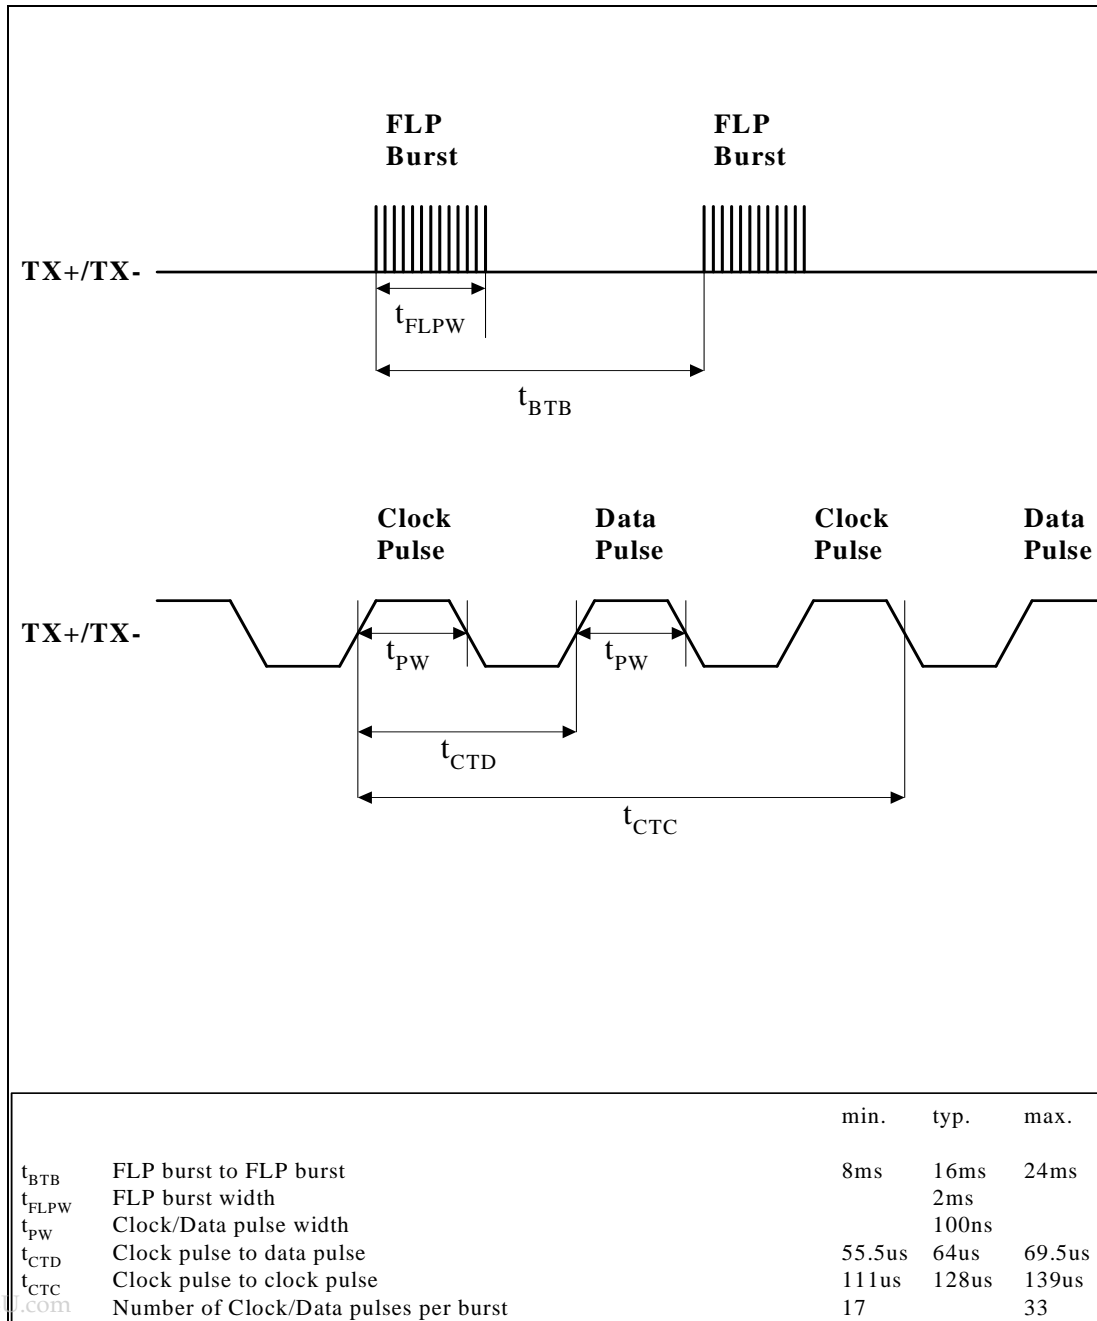 FLP Burst
FLP Burst
TX+/TX-
tFLPW
tBTB
Clock Pulse
Data Pulse
Clock Pulse
Data Pulse
TX+/TX-
tPW
tPW
tCTD
tCTC
min. typ. max.
tBTB FLP burst to FLP burst 8ms 16ms 24ms
tFLPW FLP burst width 2ms
tPW Clock/Data pulse width 100ns
tCTD Clock pulse to data pulse 55.5us 64us 69.5us
tCTC Clock pulse to clock pulse 111us 128us 139us
U.com Number of Clock/Data pulses per burst 17 33